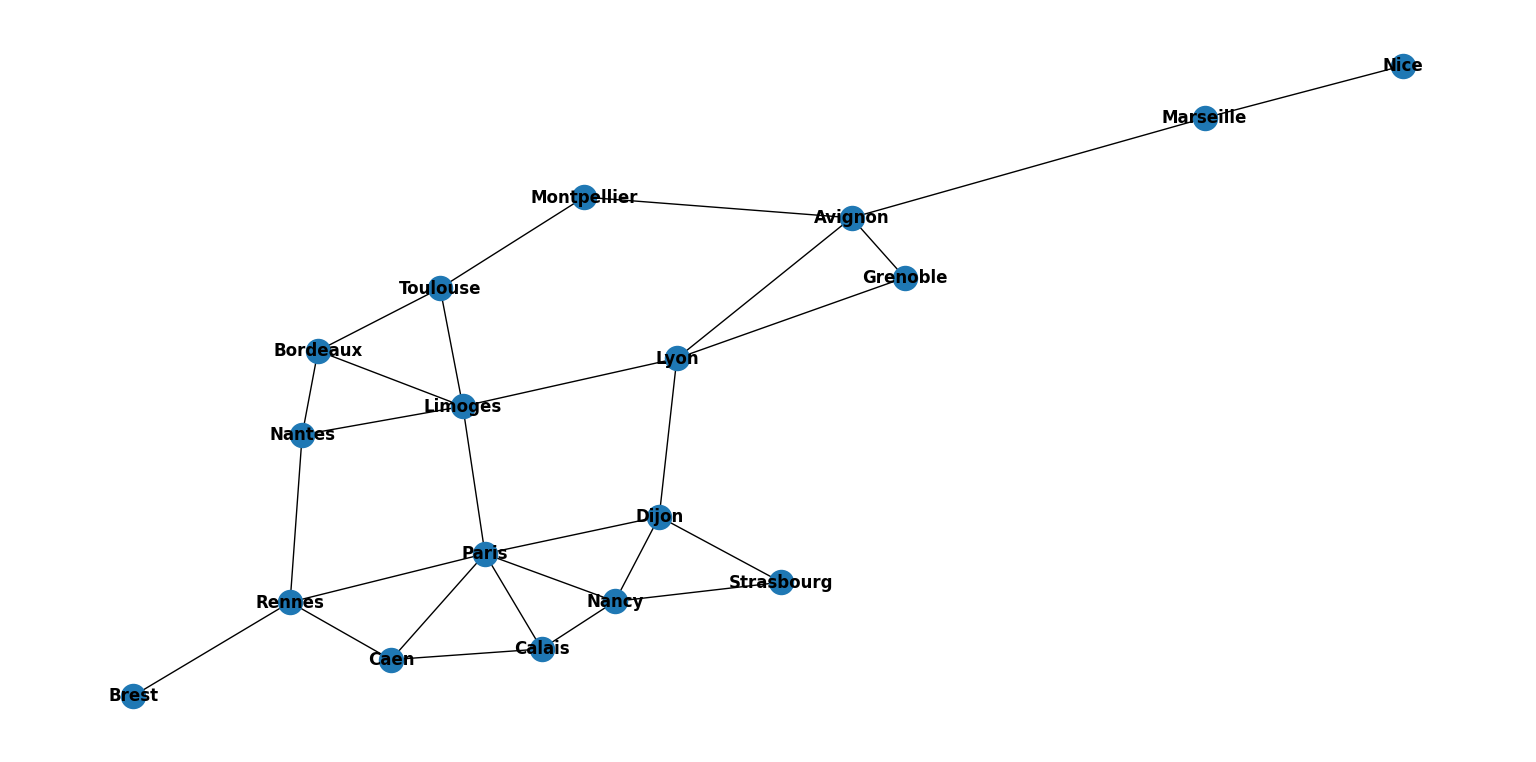 Nice
Marseille
Montpellier
Avignon
Grenoble
Toulouse
Bordeaux
Lyon
Limoges
Nantes
Dijon
Paris
Strasbourg
Rennes
Nancy
Calais
Caen
Brest